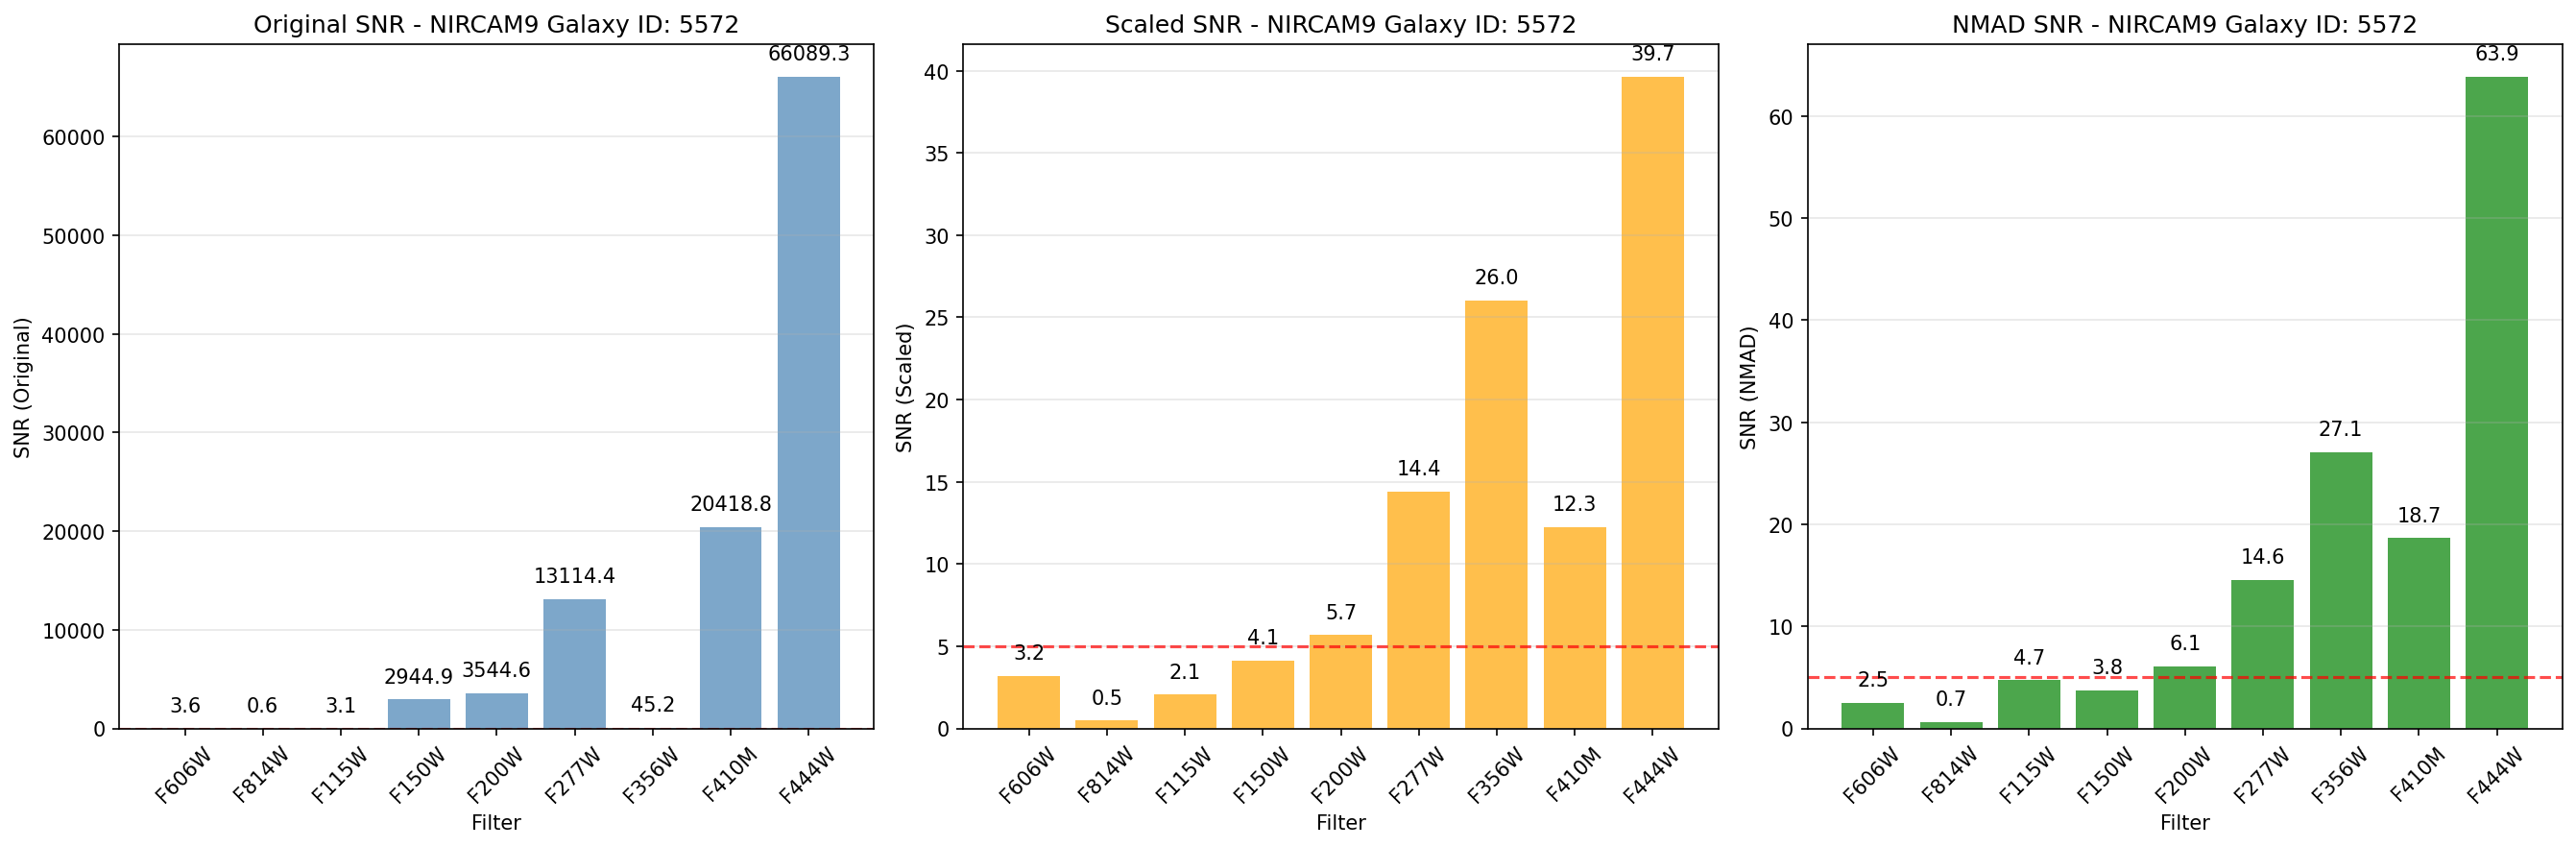 Original SNR - NIRCAM9 Galaxy ID: 5572
SNR (Original)
60000
50000
40000
30000
20000
10000
0
3.6
0.6
3.1
2944.9
3544.6
13114.4
45.2
20418.8
66089.3
F606W
F814W
F115W
F150W
F200W
F277W
F356W
F410M
F444W
Filter
Scaled SNR - NIRCAM9 Galaxy ID: 5572
SNR (Scaled)
40
35
30
25
20
15
10
5
0
3.2
0.5
2.1
4.1
5.7
14.4
26.0
12.3
39.7
F606W
F814W
F115W
F150W
F200W
F277W
F356W
F410M
F444W
Filter
NMAD SNR - NIRCAM9 Galaxy ID: 5572
SNR (NMAD)
60
50
40
30
20
10
0
2.5
0.7
4.7
3.8
6.1
14.6
27.1
18.7
63.9
F606W
F814W
F115W
F150W
F200W
F277W
F356W
F410M
F444W
Filter